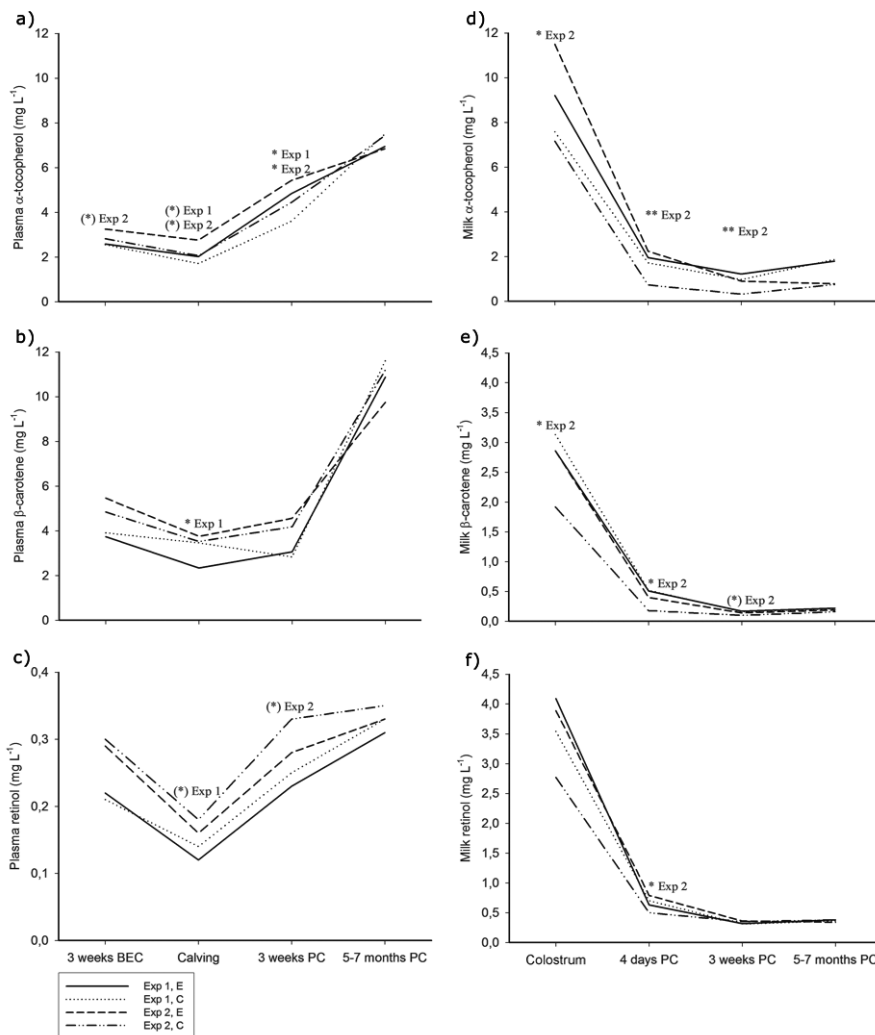 a)
Plasma α-tocopherol (mg L⁻¹)
12
10
8
6
4
2
0
(*) Exp 2
(*) Exp 1
(*) Exp 2
* Exp 1
* Exp 2
b)
Plasma β-carotene (mg L⁻¹)
12
10
8
6
4
2
0
* Exp 1
c)
Plasma retinol (mg L⁻¹)
0,4
0,3
0,2
0,1
0,0
(*) Exp 1
(*) Exp 2
3 weeks BEC Calving 3 weeks PC 5-7 months PC
Exp 1, E
Exp 1, C
Exp 2, E
Exp 2, C
d)
Milk α-tocopherol (mg L⁻¹)
12
10
8
6
4
2
0
* Exp 2
** Exp 2
** Exp 2
e)
Milk β-carotene (mg L⁻¹)
4,5
4,0
3,5
3,0
2,5
2,0
1,5
1,0
0,5
0,0
* Exp 2
* Exp 2
(*) Exp 2
f)
Milk retinol (mg L⁻¹)
4,5
4,0
3,5
3,0
2,5
2,0
1,5
1,0
0,5
0,0
* Exp 2
Colostrum 4 days PC 3 weeks PC 5-7 months PC